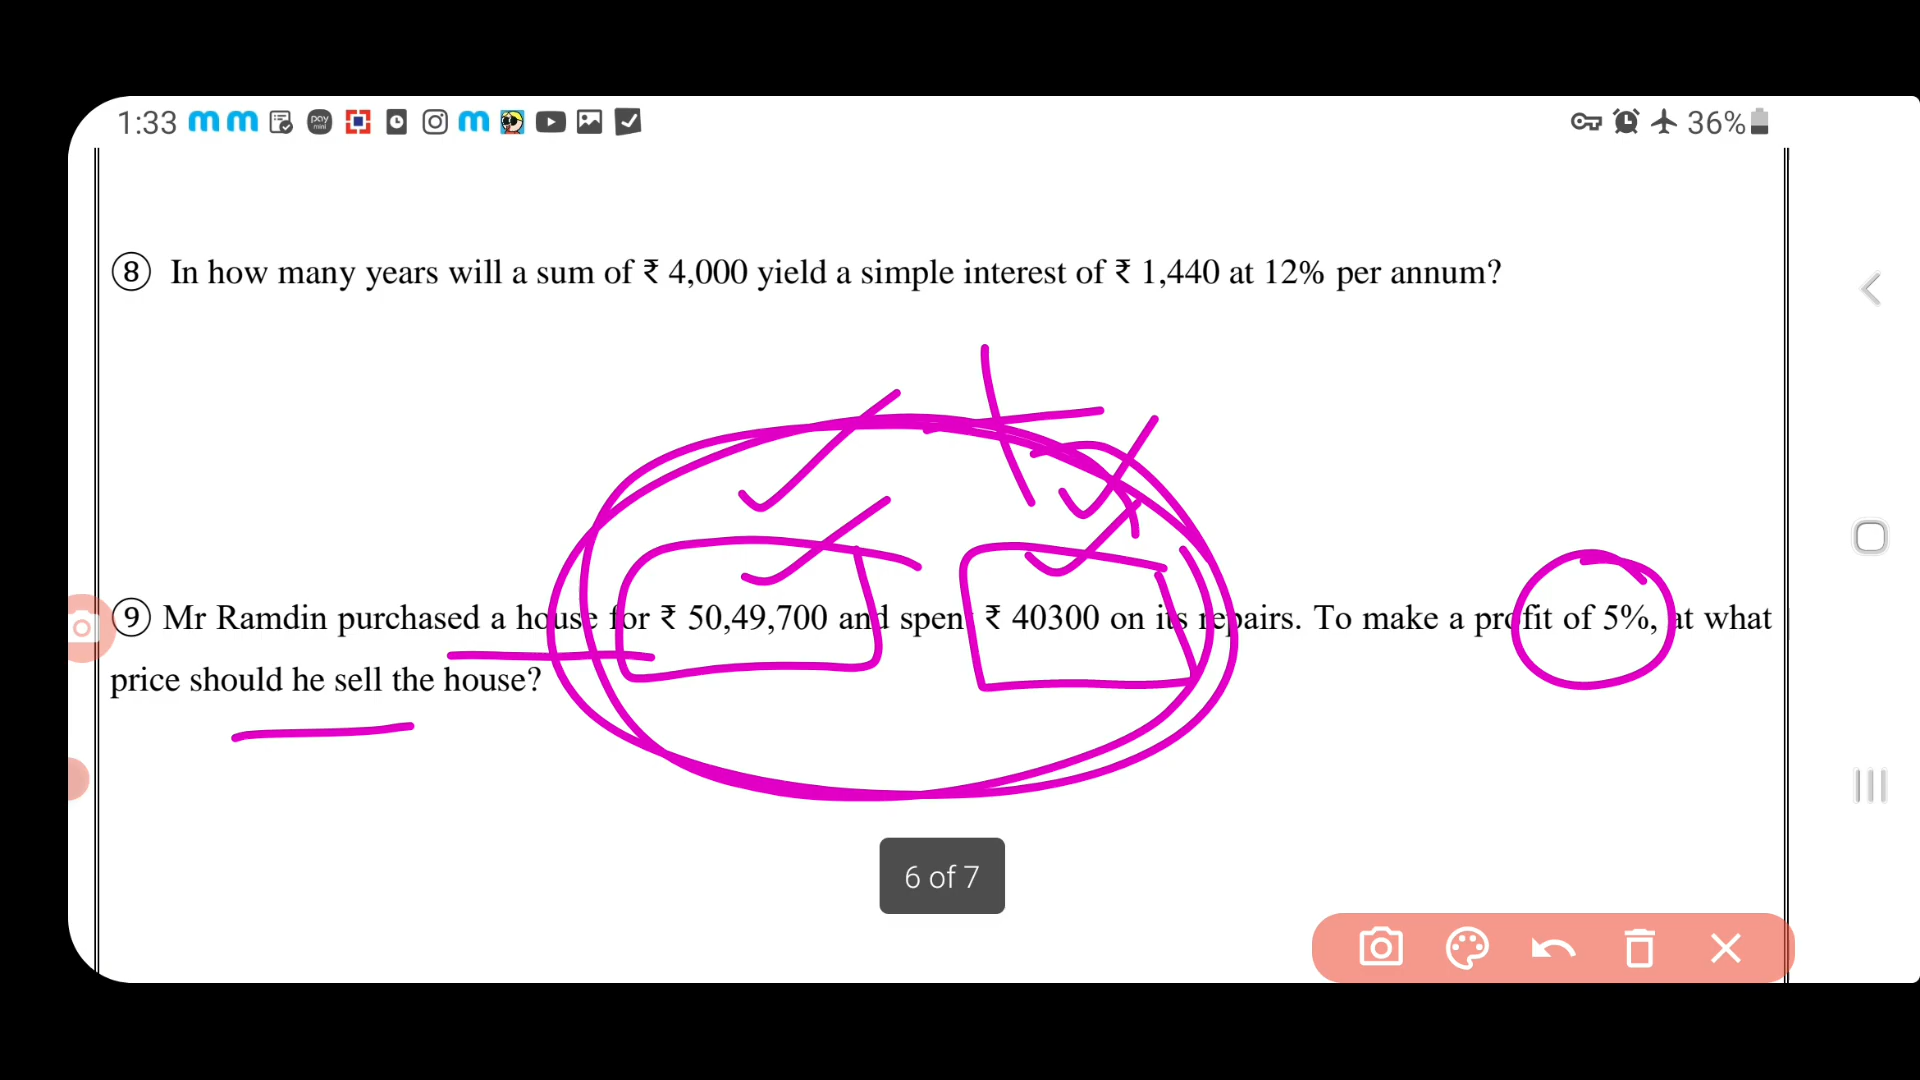 1:33 36%
⑧ In how many years will a sum of ₹ 4,000 yield a simple interest of ₹ 1,440 at 12% per annum?
⑨ Mr Ramdin purchased a house for ₹ 50,49,700 and spent ₹ 40300 on its repairs. To make a profit of 5%, at what
price should he sell the house?
6 of 7